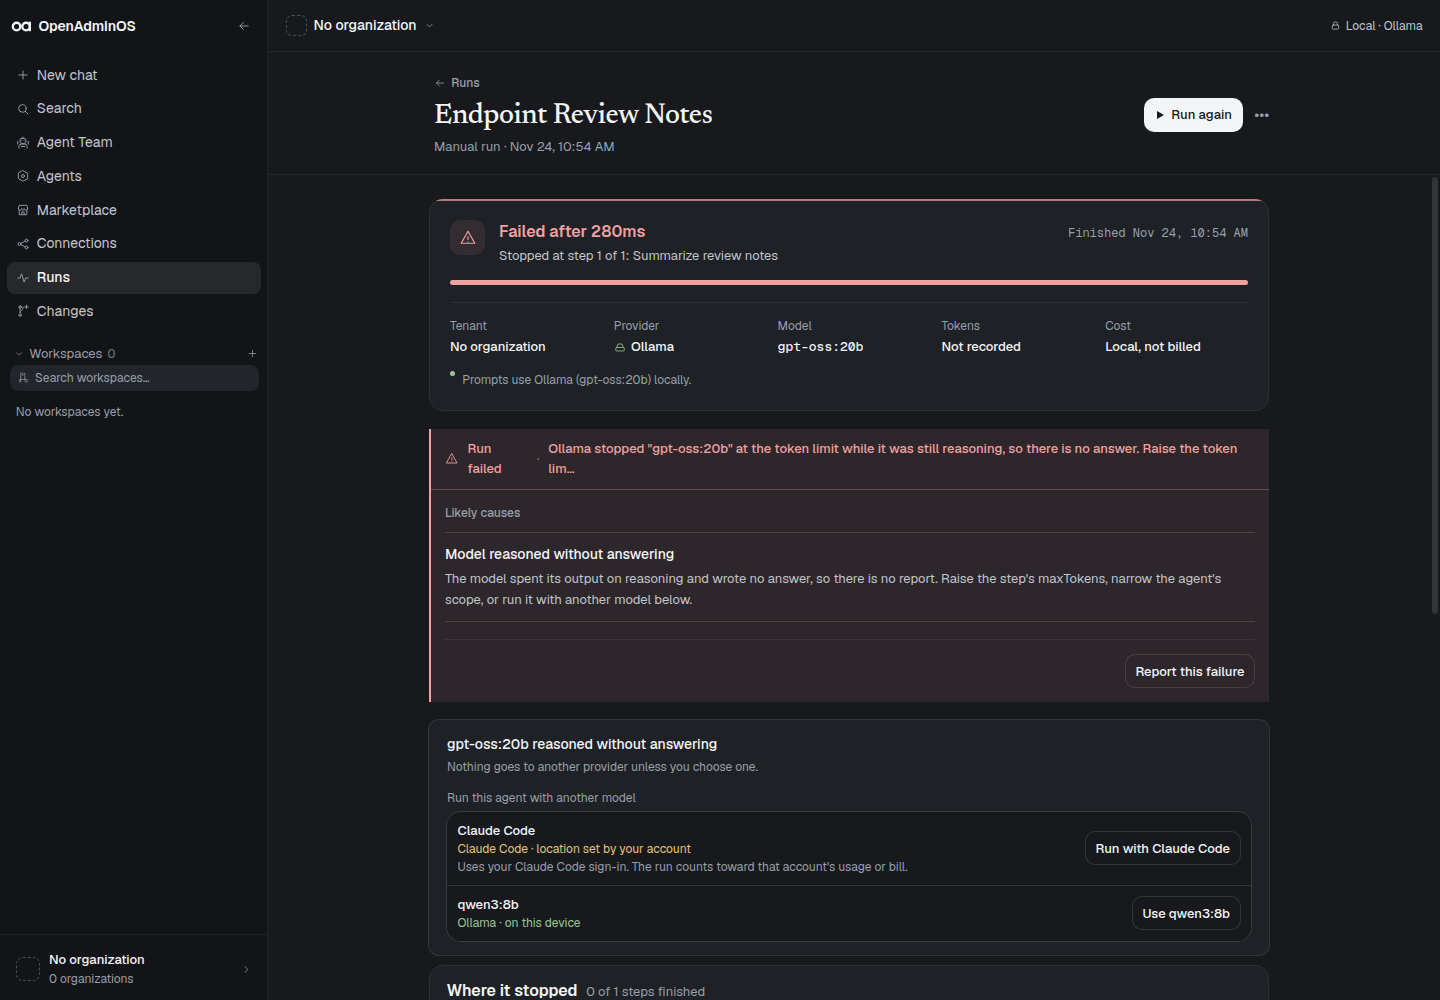 OpenAdminOS
New chat
Search
Agent Team
Agents
Marketplace
Connections
Runs
Changes
Workspaces 0
Search workspaces...
No workspaces yet.
No organization
0 organizations
No organization
Local · Ollama
Runs
Endpoint Review Notes
Manual run · Nov 24, 10:54 AM
Run again
Failed after 280ms
Finished Nov 24, 10:54 AM
Stopped at step 1 of 1: Summarize review notes
Tenant
No organization
Provider
Ollama
Model
gpt-oss:20b
Tokens
Not recorded
Cost
Local, not billed
Prompts use Ollama (gpt-oss:20b) locally.
Run failed · Ollama stopped "gpt-oss:20b" at the token limit while it was still reasoning, so there is no answer. Raise the token lim...
Likely causes
Model reasoned without answering
The model spent its output on reasoning and wrote no answer, so there is no report. Raise the step's maxTokens, narrow the agent's
scope, or run it with another model below.
Report this failure
gpt-oss:20b reasoned without answering
Nothing goes to another provider unless you choose one.
Run this agent with another model
Claude Code
Claude Code · location set by your account
Uses your Claude Code sign-in. The run counts toward that account's usage or bill.
Run with Claude Code
qwen3:8b
Ollama · on this device
Use qwen3:8b
Where it stopped 0 of 1 steps finished